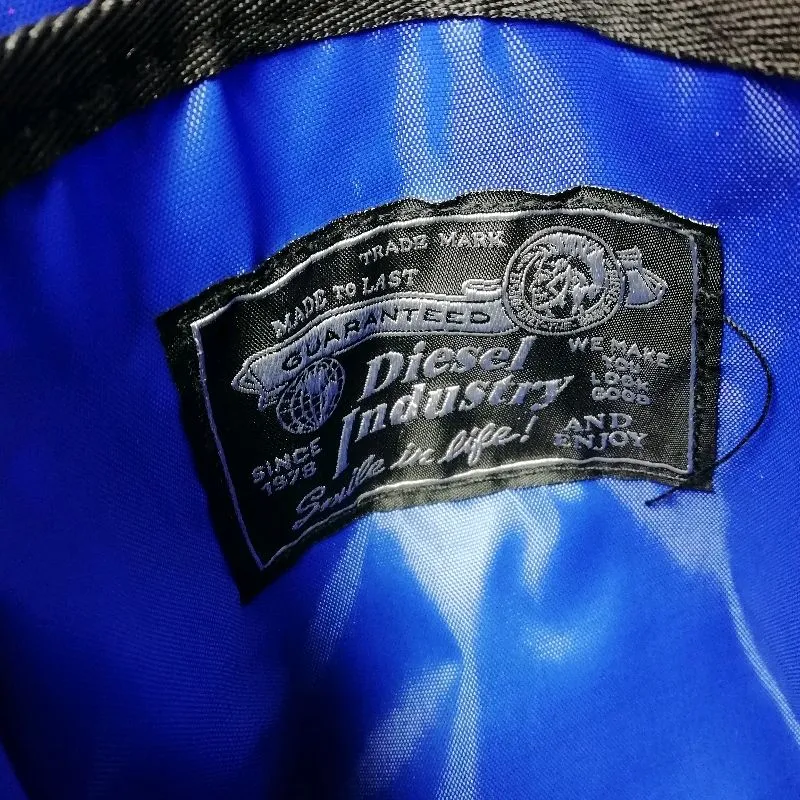 TRADE MARK
MADE TO LAST
GUARANTEED
Diesel
Industry
Smile in life!
SINCE
1978
WE MAKE
YOU
LOOK
GOOD
AND
ENJOY